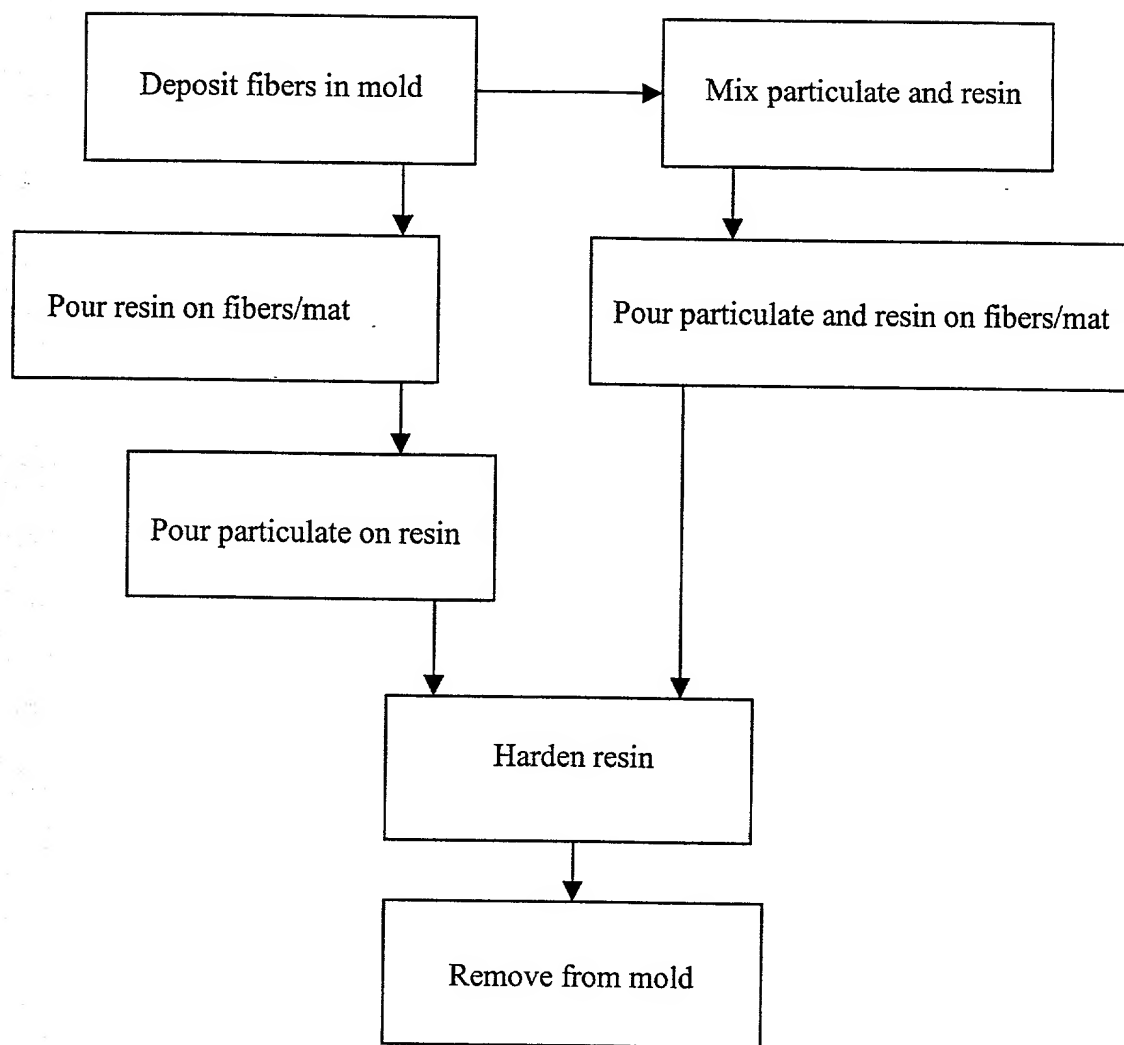 Deposit fibers in mold
Mix particulate and resin
Pour resin on fibers/mat
Pour particulate and resin on fibers/mat
Pour particulate on resin
Harden resin
Remove from mold